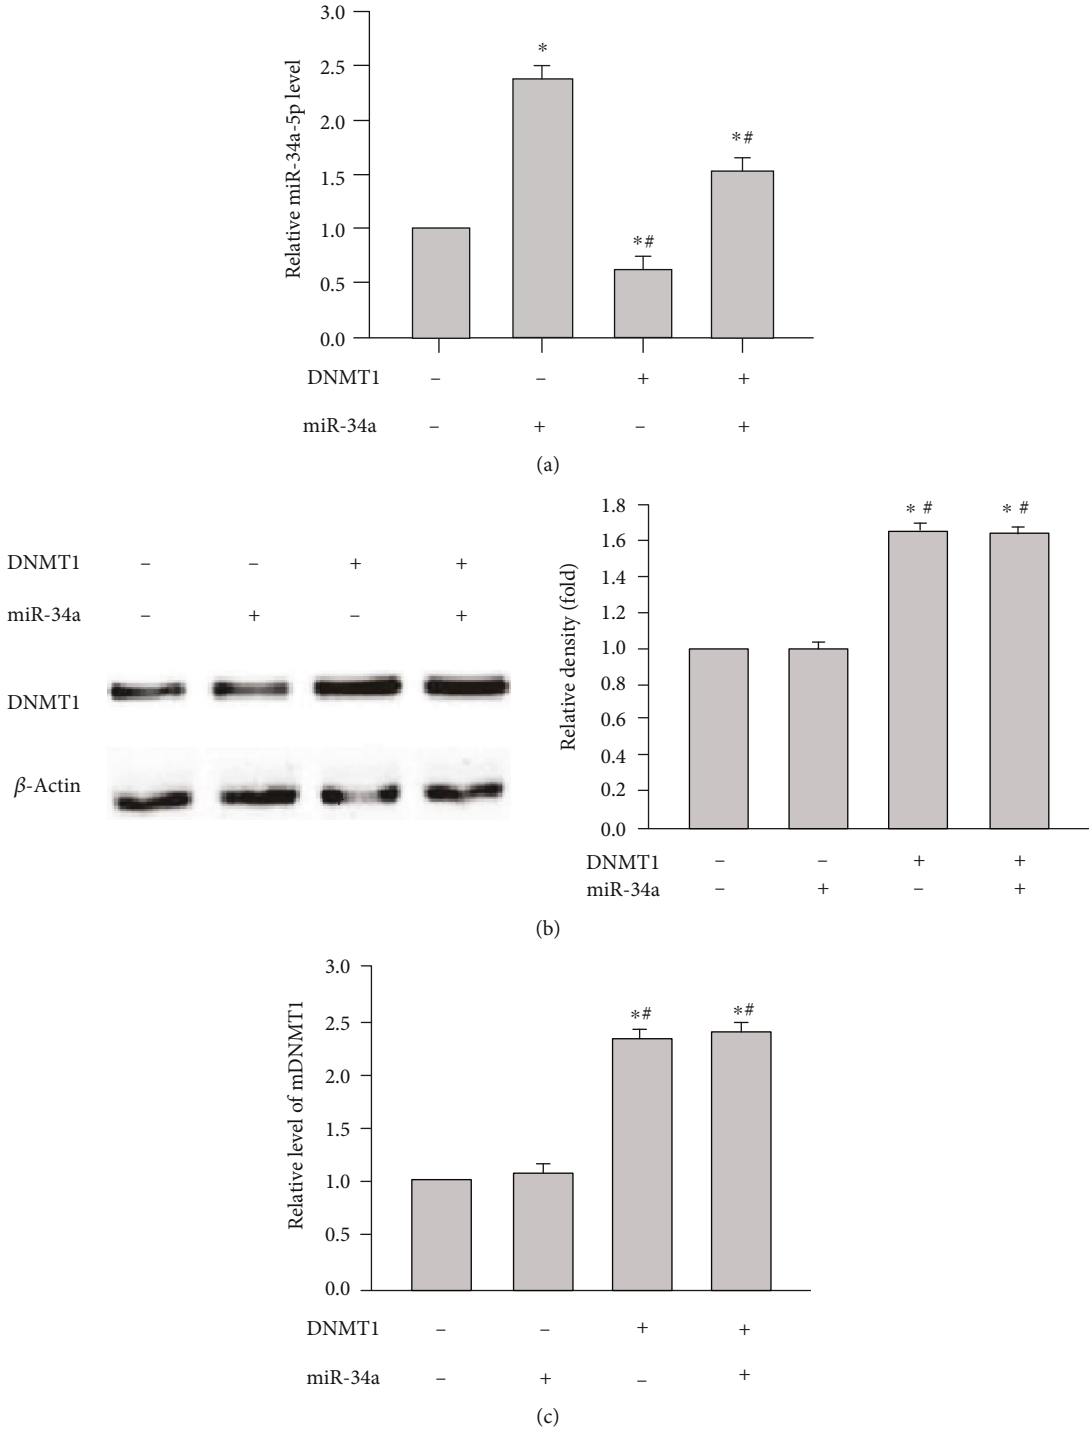 3.0
2.5
2.0
1.5
1.0
0.5
0.0
Relative miR-34a-5p level
*
*#
*#
DNMT1 – – + +
miR-34a – + – +
(a)
DNMT1 – – + +
miR-34a – + – +
DNMT1
β-Actin
1.8
1.6
1.4
1.2
1.0
0.8
0.6
0.4
0.2
0.0
Relative density (fold)
* # * #
DNMT1 – – + +
miR-34a – + – +
(b)
3.0
2.5
2.0
1.5
1.0
0.5
0.0
Relative level of mDNMT1
*# *#
DNMT1 – – + +
miR-34a – + – +
(c)